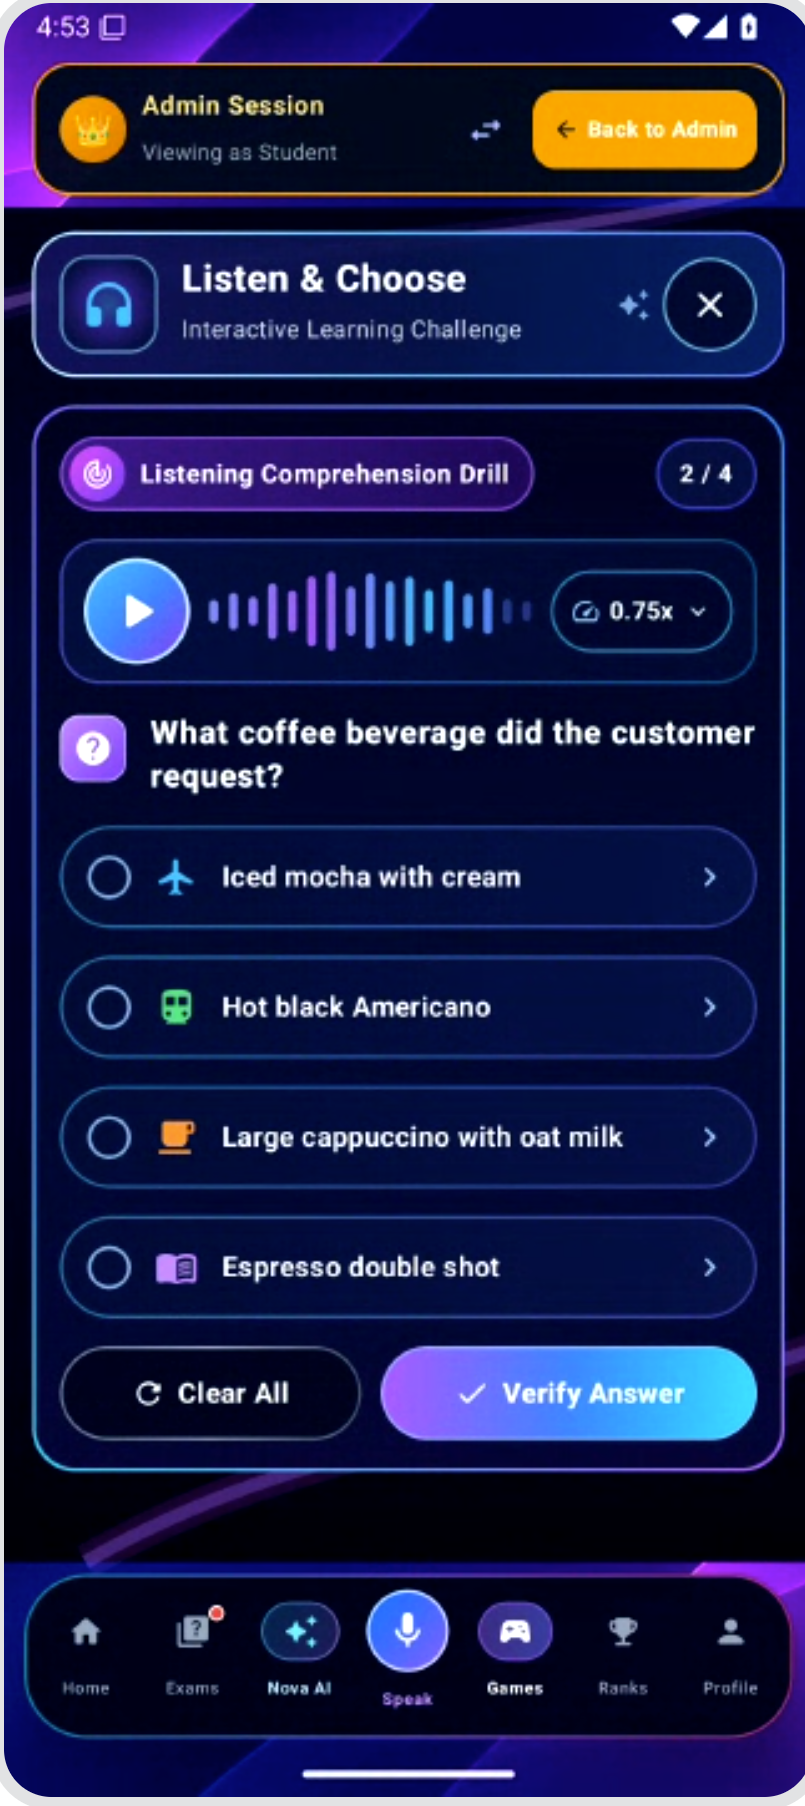 4:53
Admin Session
Viewing as Student
← Back to Admin
Listen & Choose
Interactive Learning Challenge
Listening Comprehension Drill
2 / 4
0.75x
What coffee beverage did the customer
request?
Iced mocha with cream
Hot black Americano
Large cappuccino with oat milk
Espresso double shot
Clear All
Verify Answer
Home
Exams
Nova AI
Speak
Games
Ranks
Profile